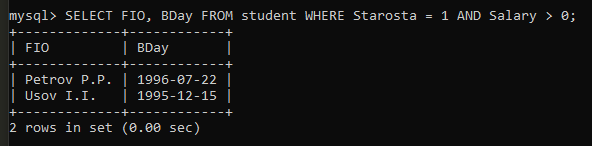 mysql> SELECT FIO, BDay FROM student WHERE Starosta = 1 AND Salary > 0;
+-------------+------------+
| FIO         | BDay       |
+-------------+------------+
| Petrov P.P. | 1996-07-22 |
| Usov I.I.   | 1995-12-15 |
+-------------+------------+
2 rows in set (0.00 sec)